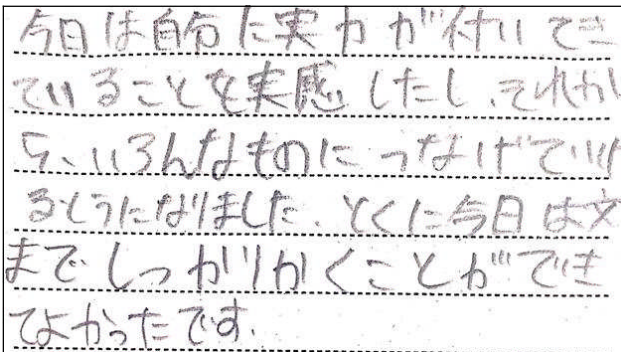 今日は自分に実力が付いてき
ていることを実感したし、それか
ら、いろんなものにつなげていけ
るようになりました。とくに今日は文
までしっかりかくことができ
てよかったです。